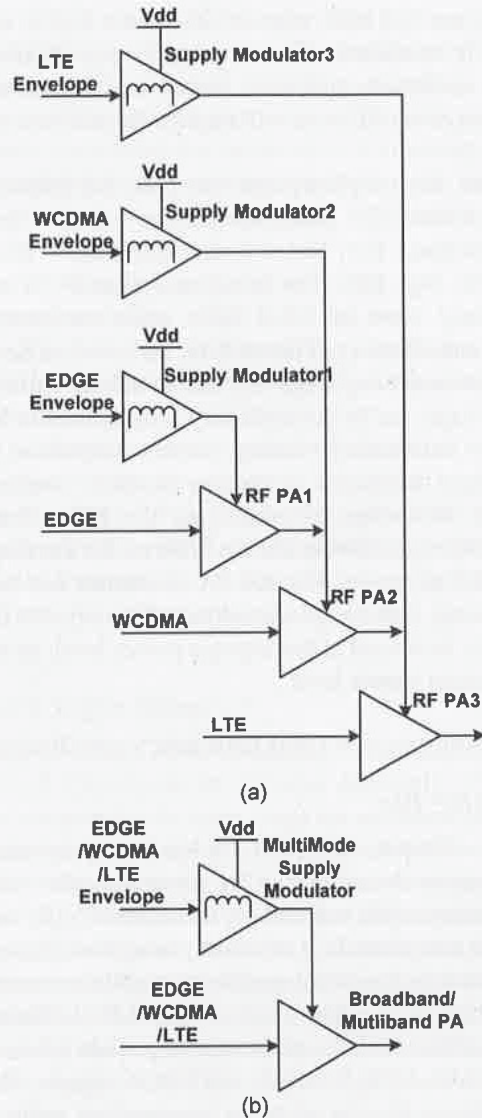 Vdd
LTE
Envelope
Supply Modulator3
Vdd
WCDMA
Envelope
Supply Modulator2
Vdd
EDGE
Envelope
Supply Modulator1
RF PA1
EDGE
RF PA2
WCDMA
RF PA3
LTE
(a)
EDGE
/WCDMA
/LTE
Envelope
Vdd
MultiMode
Supply
Modulator
EDGE
/WCDMA
/LTE
Broadband/
Mutliband PA
(b)